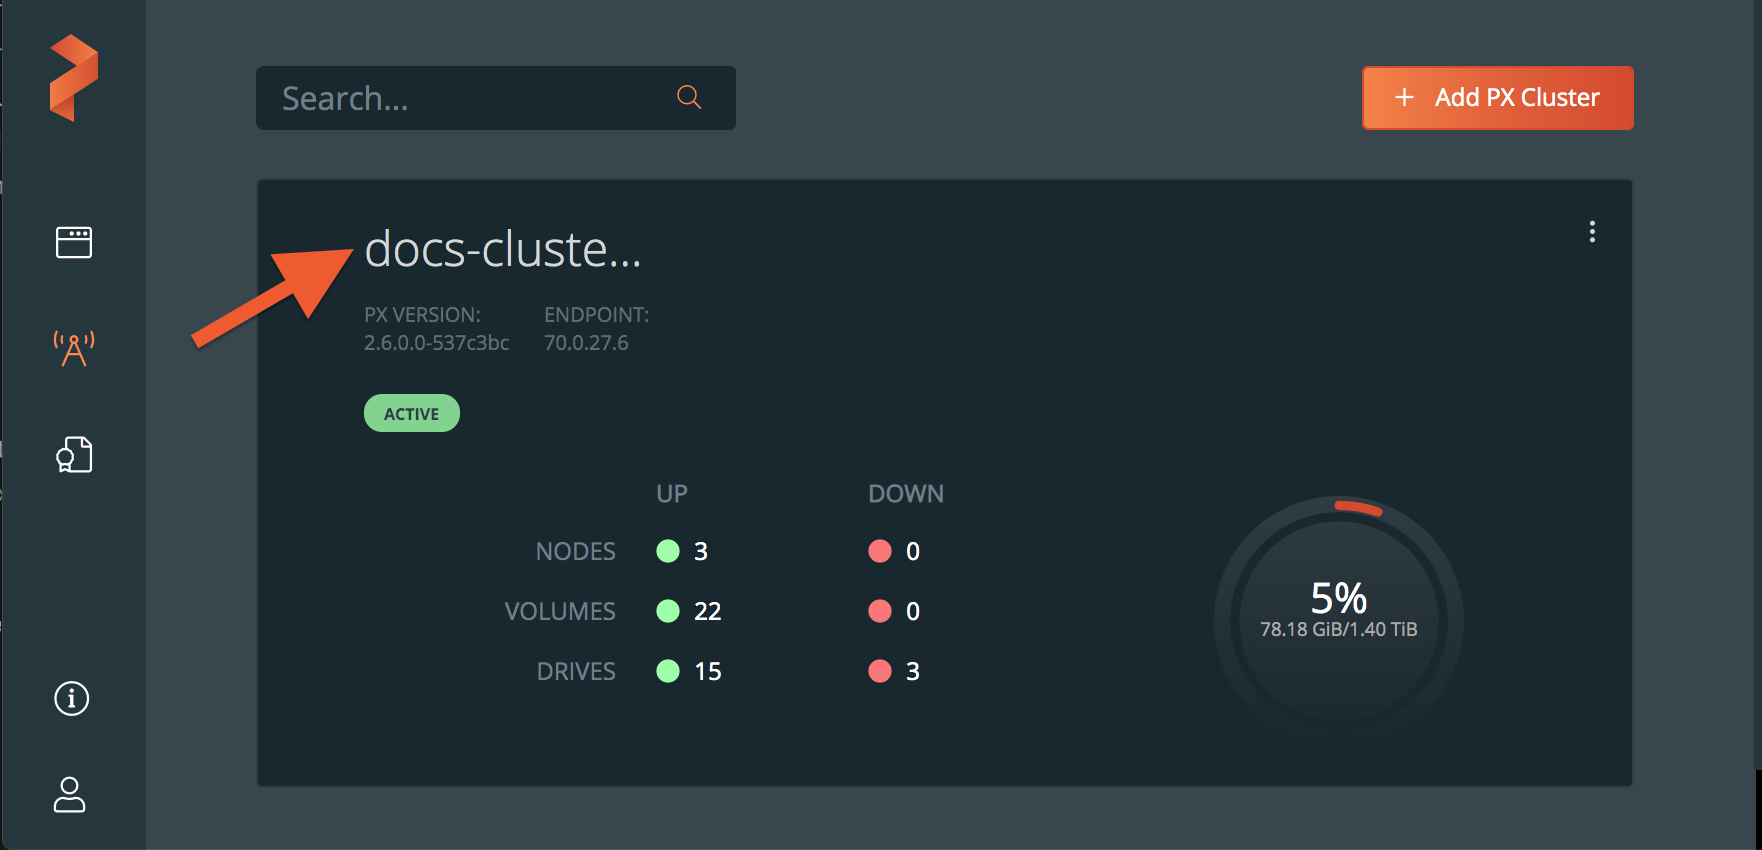 Search...
+ Add PX Cluster
docs-cluste...
PX VERSION: ENDPOINT:
2.6.0.0-537c3bc 70.0.27.6
ACTIVE
UP DOWN
NODES 3 0
VOLUMES 22 0
DRIVES 15 3
5%
78.18 GiB/1.40 TiB